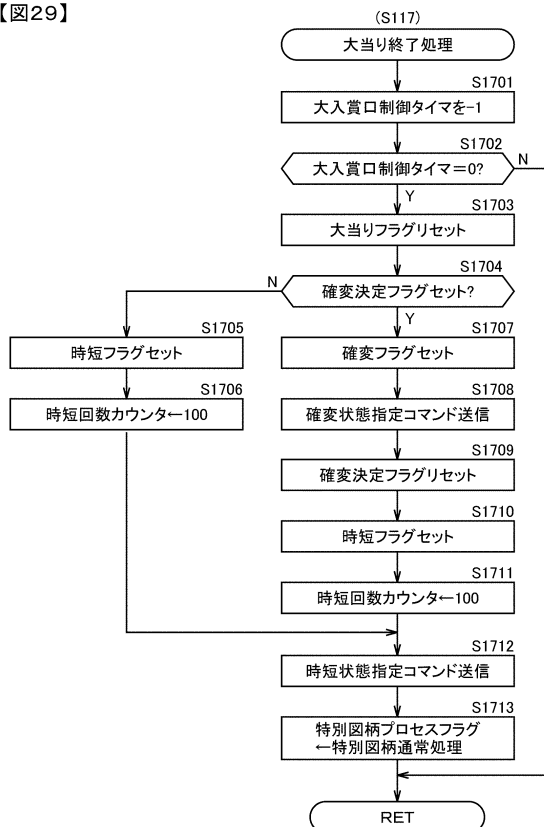 【図29】
(S117)
大当り終了処理
S1701
大入賞口制御タイマを-1
S1702
大入賞口制御タイマ=0?
N
Y
S1703
大当りフラグリセット
S1704
確変決定フラグセット?
N
Y
S1705
時短フラグセット
S1706
時短回数カウンタ←100
S1707
確変フラグセット
S1708
確変状態指定コマンド送信
S1709
確変決定フラグリセット
S1710
時短フラグセット
S1711
時短回数カウンタ←100
S1712
時短状態指定コマンド送信
S1713
特別図柄プロセスフラグ
←特別図柄通常処理
RET